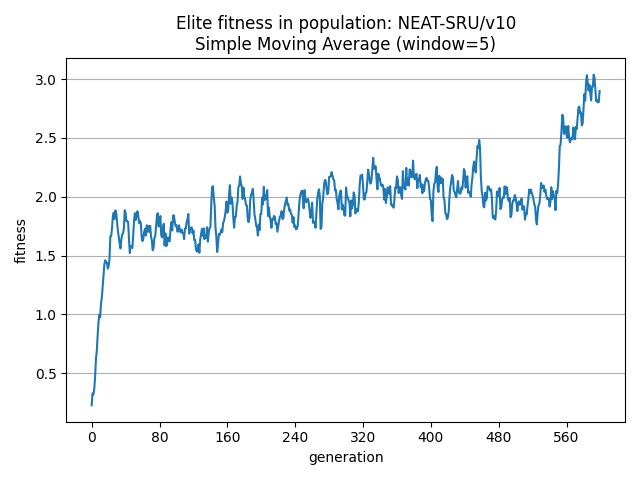 Elite fitness in population: NEAT-SRU/v10
Simple Moving Average (window=5)
fitness
3.0
2.5
2.0
1.5
1.0
0.5
0 80 160 240 320 400 480 560
generation